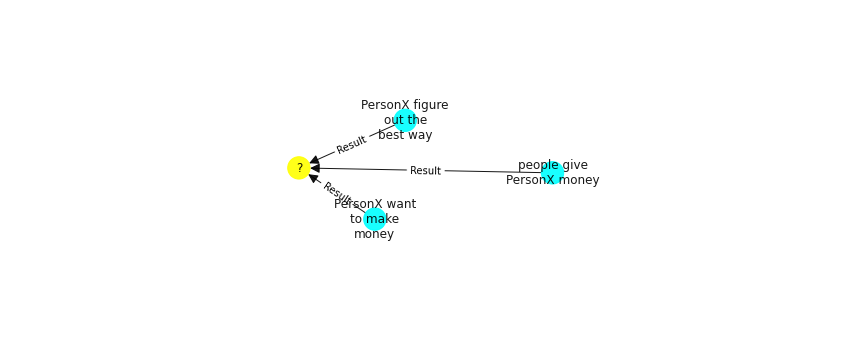 PersonX figure
out the
best way
Result
?
Result
people give
PersonX money
Result
PersonX want
to make
money